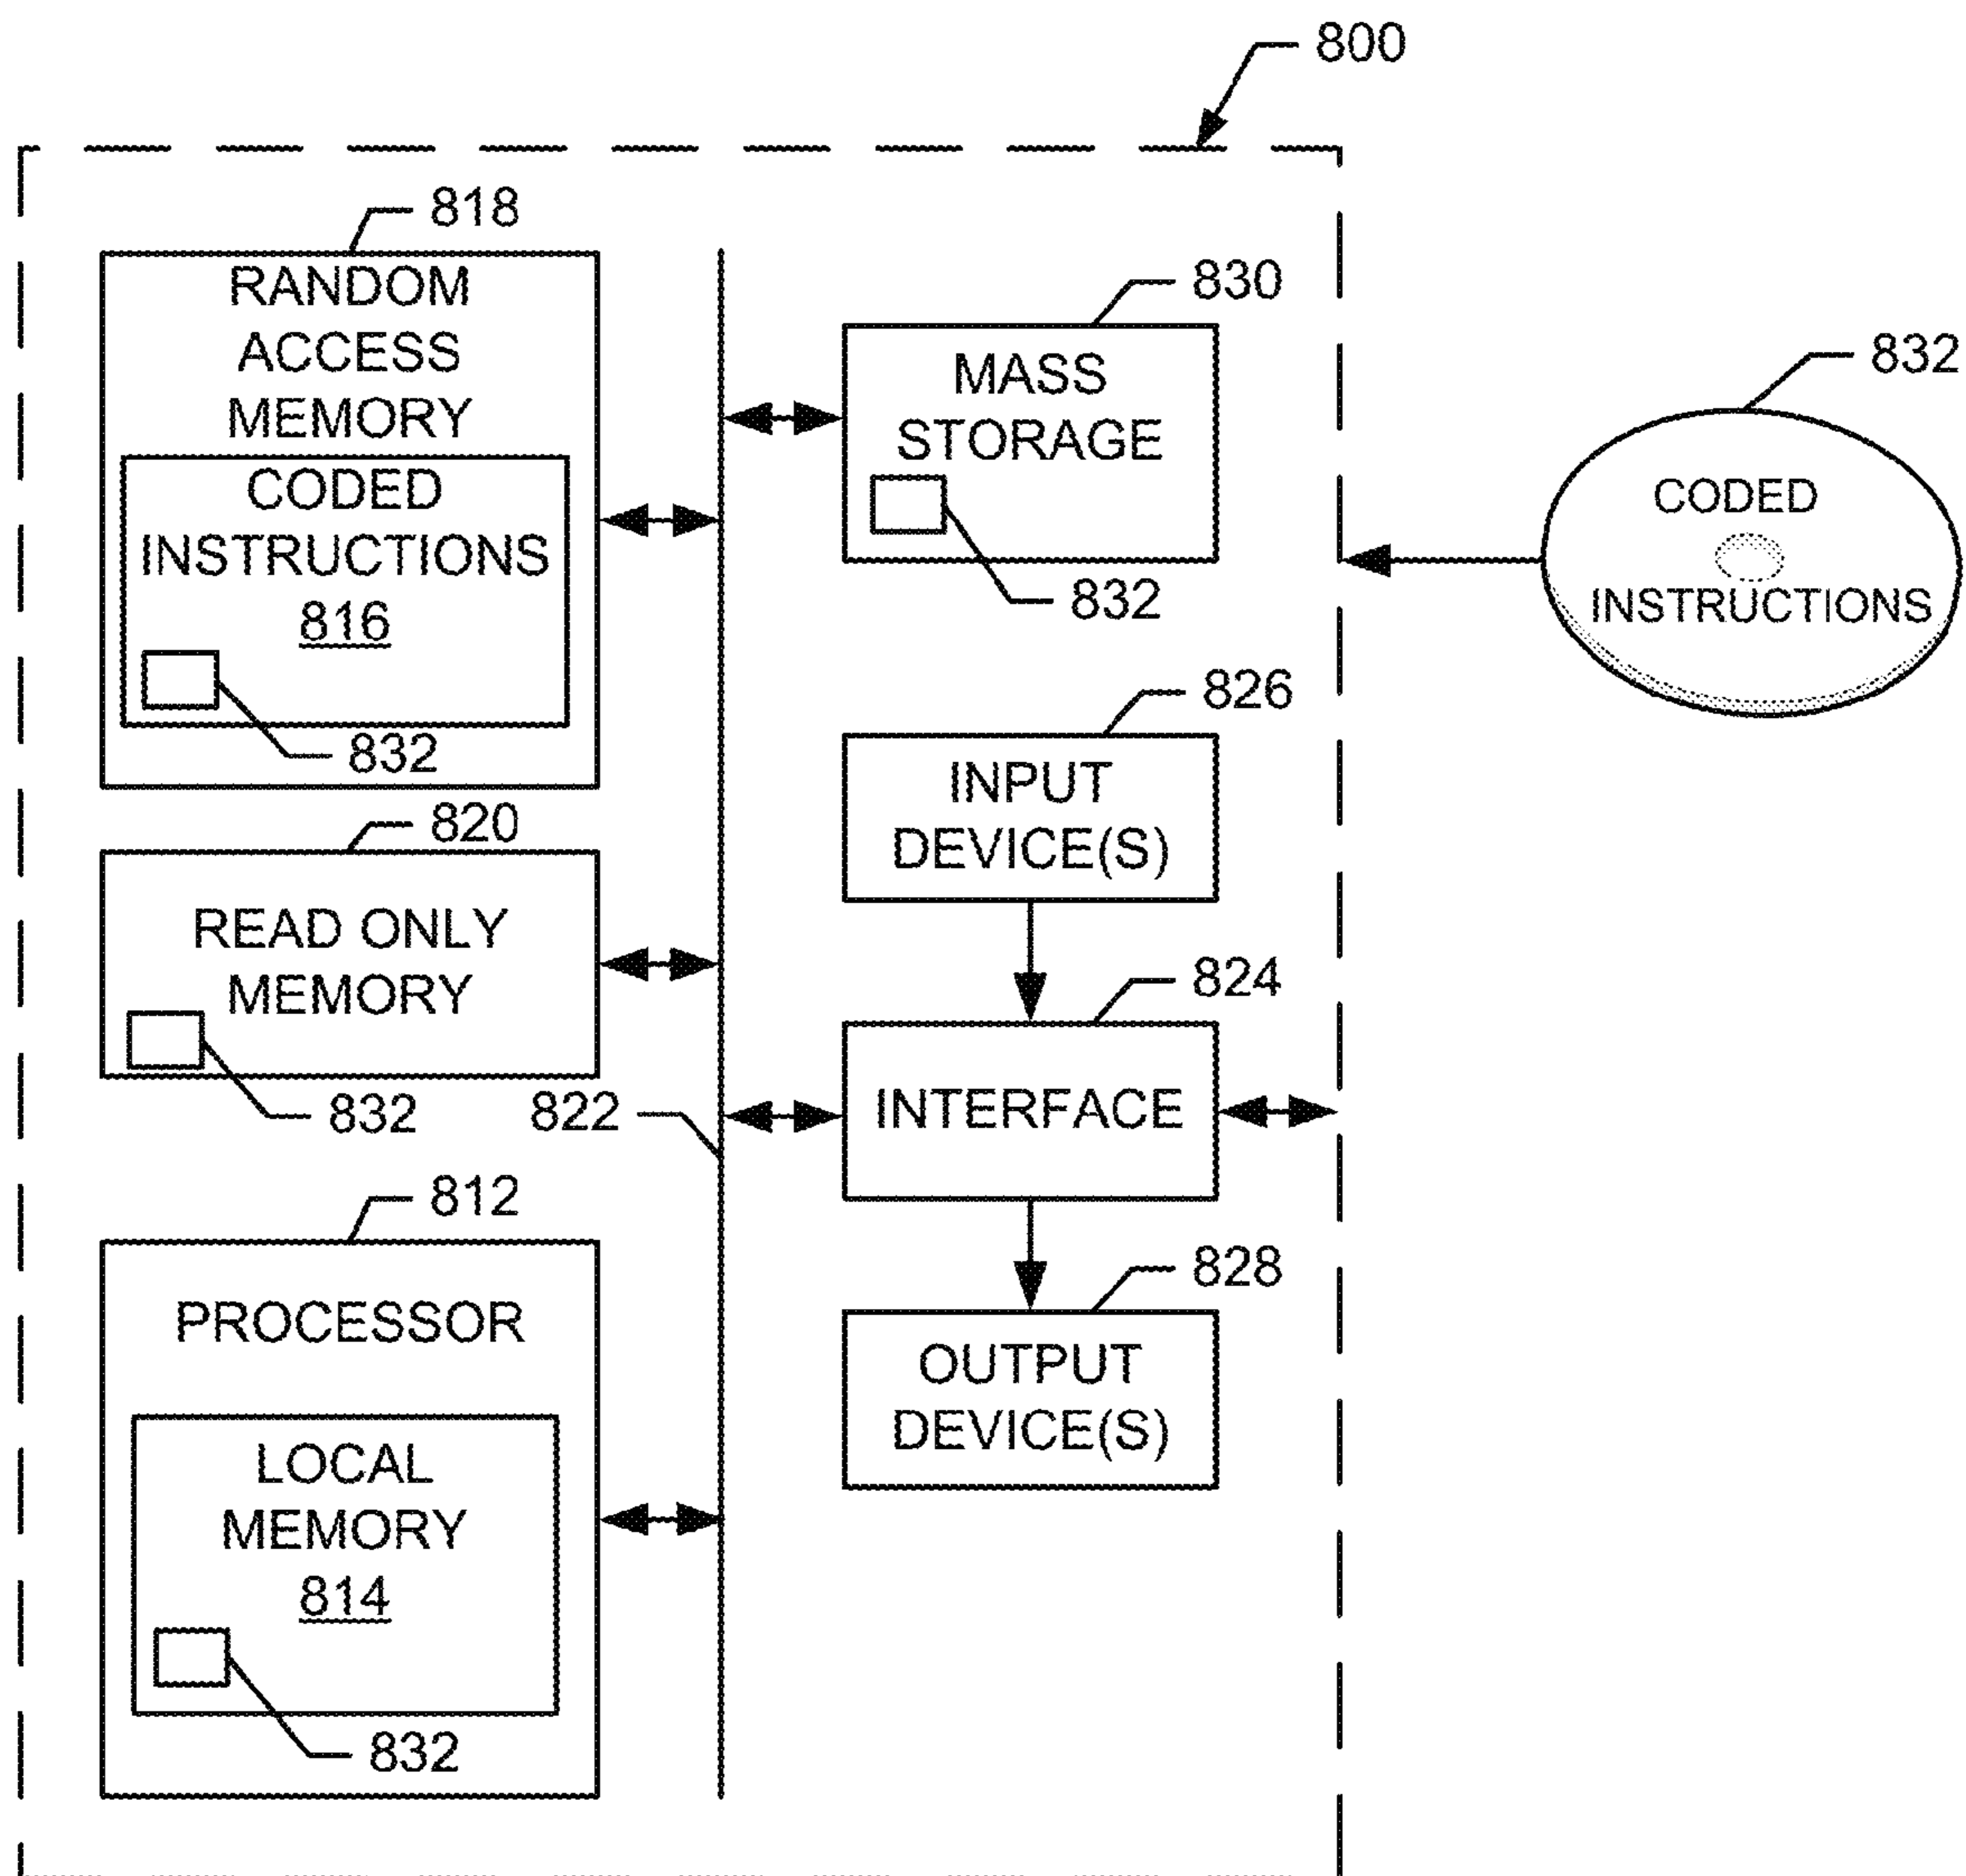 800
818
RANDOM
ACCESS
MEMORY
CODED
INSTRUCTIONS
816
832
820
READ ONLY
MEMORY
832
822
812
PROCESSOR
LOCAL
MEMORY
814
832
830
MASS
STORAGE
832
826
INPUT
DEVICE(S)
824
INTERFACE
828
OUTPUT
DEVICE(S)
832
CODED
INSTRUCTIONS